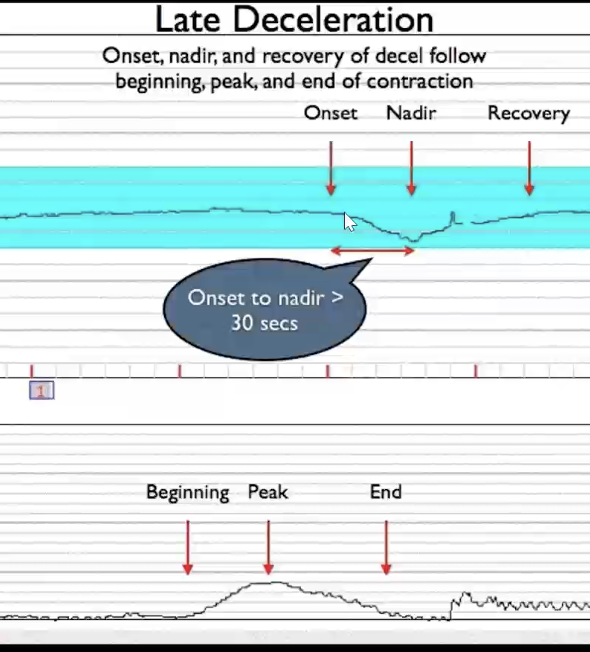 Late Deceleration
Onset, nadir, and recovery of decel follow
beginning, peak, and end of contraction
Onset Nadir Recovery
Onset to nadir >
30 secs
1
Beginning Peak End